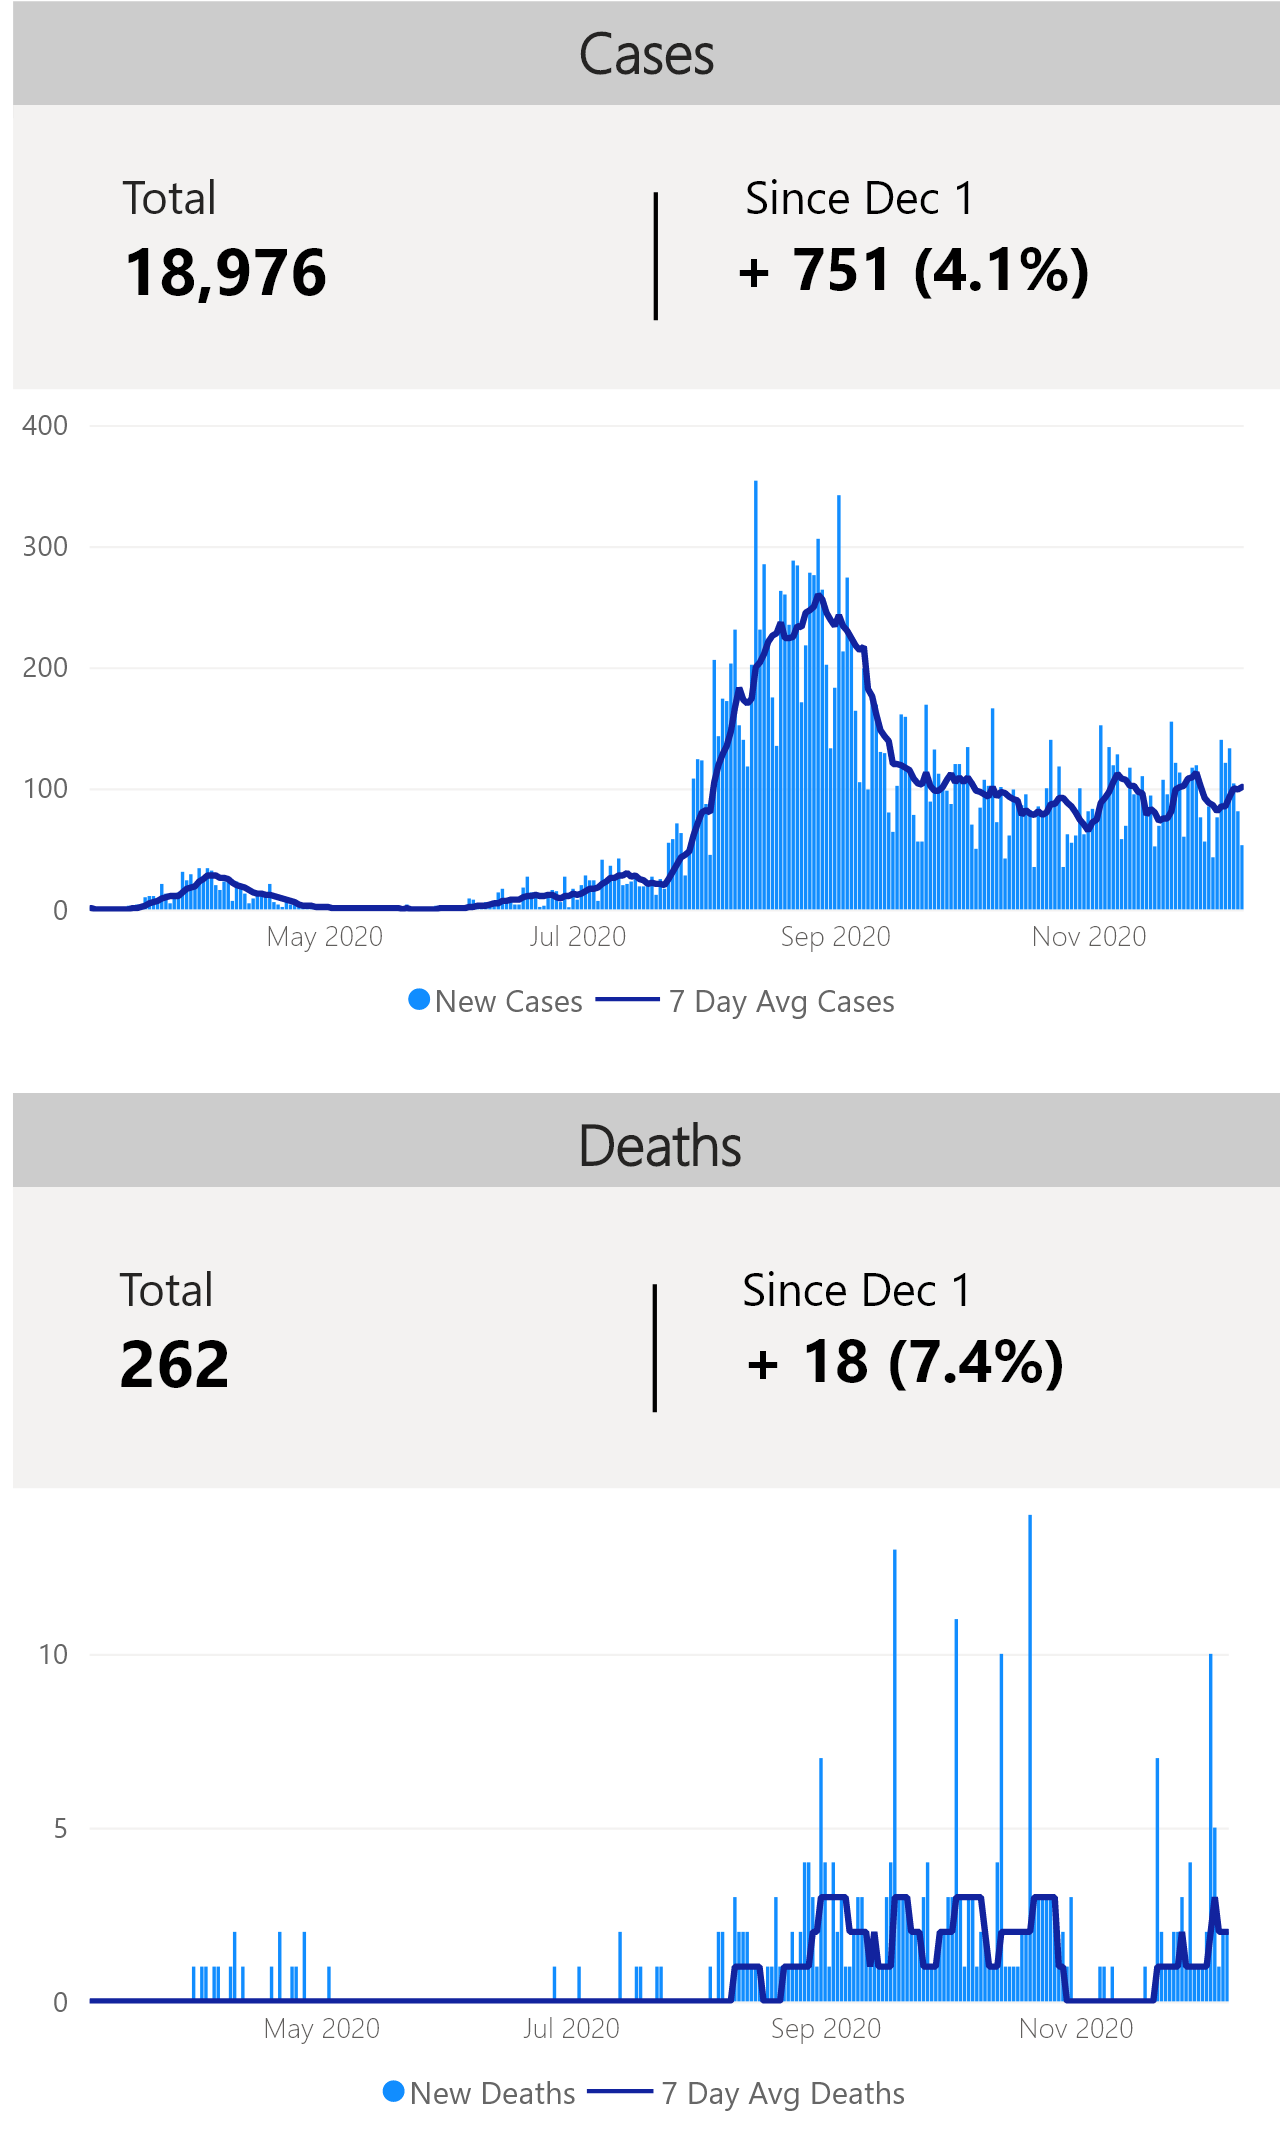 Cases
Total
Since Dec 1
18,976
+ 751 (4.1%)
400
300
200
100
0
May 2020
Jul 2020
Sep 2020
Nov 2020
New Cases
7 Day Avg Cases
Deaths
Total
Since Dec 1
262
+ 18 (7.4%)
10
5
0
May 2020
Jul 2020
Sep 2020
Nov 2020
New Deaths
7 Day Avg Deaths